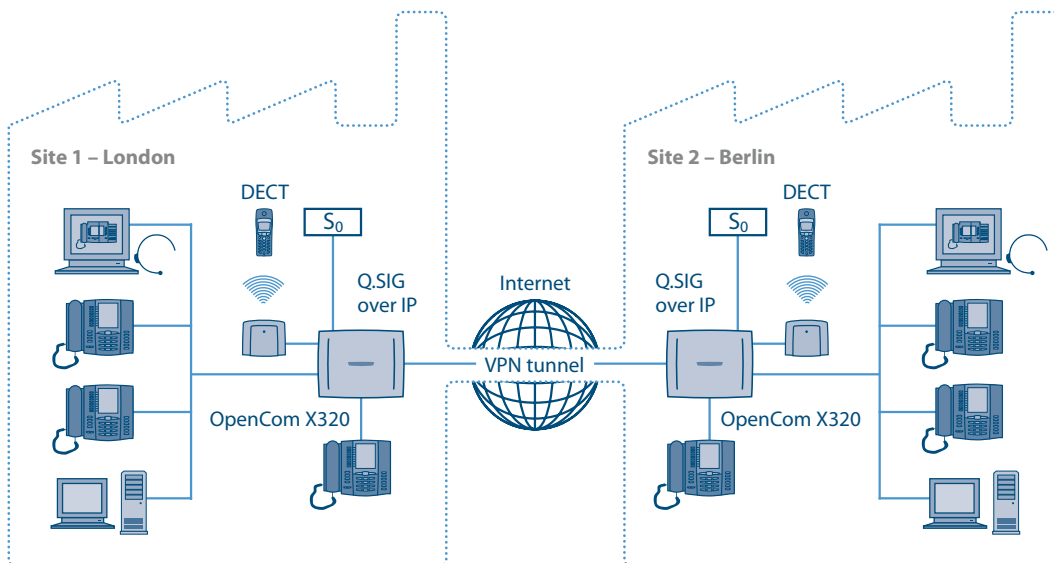 Site 1 – London
DECT
S₀
Q.SIG
over IP
OpenCom X320
Internet
VPN tunnel
Site 2 – Berlin
S₀
DECT
Q.SIG
over IP
OpenCom X320